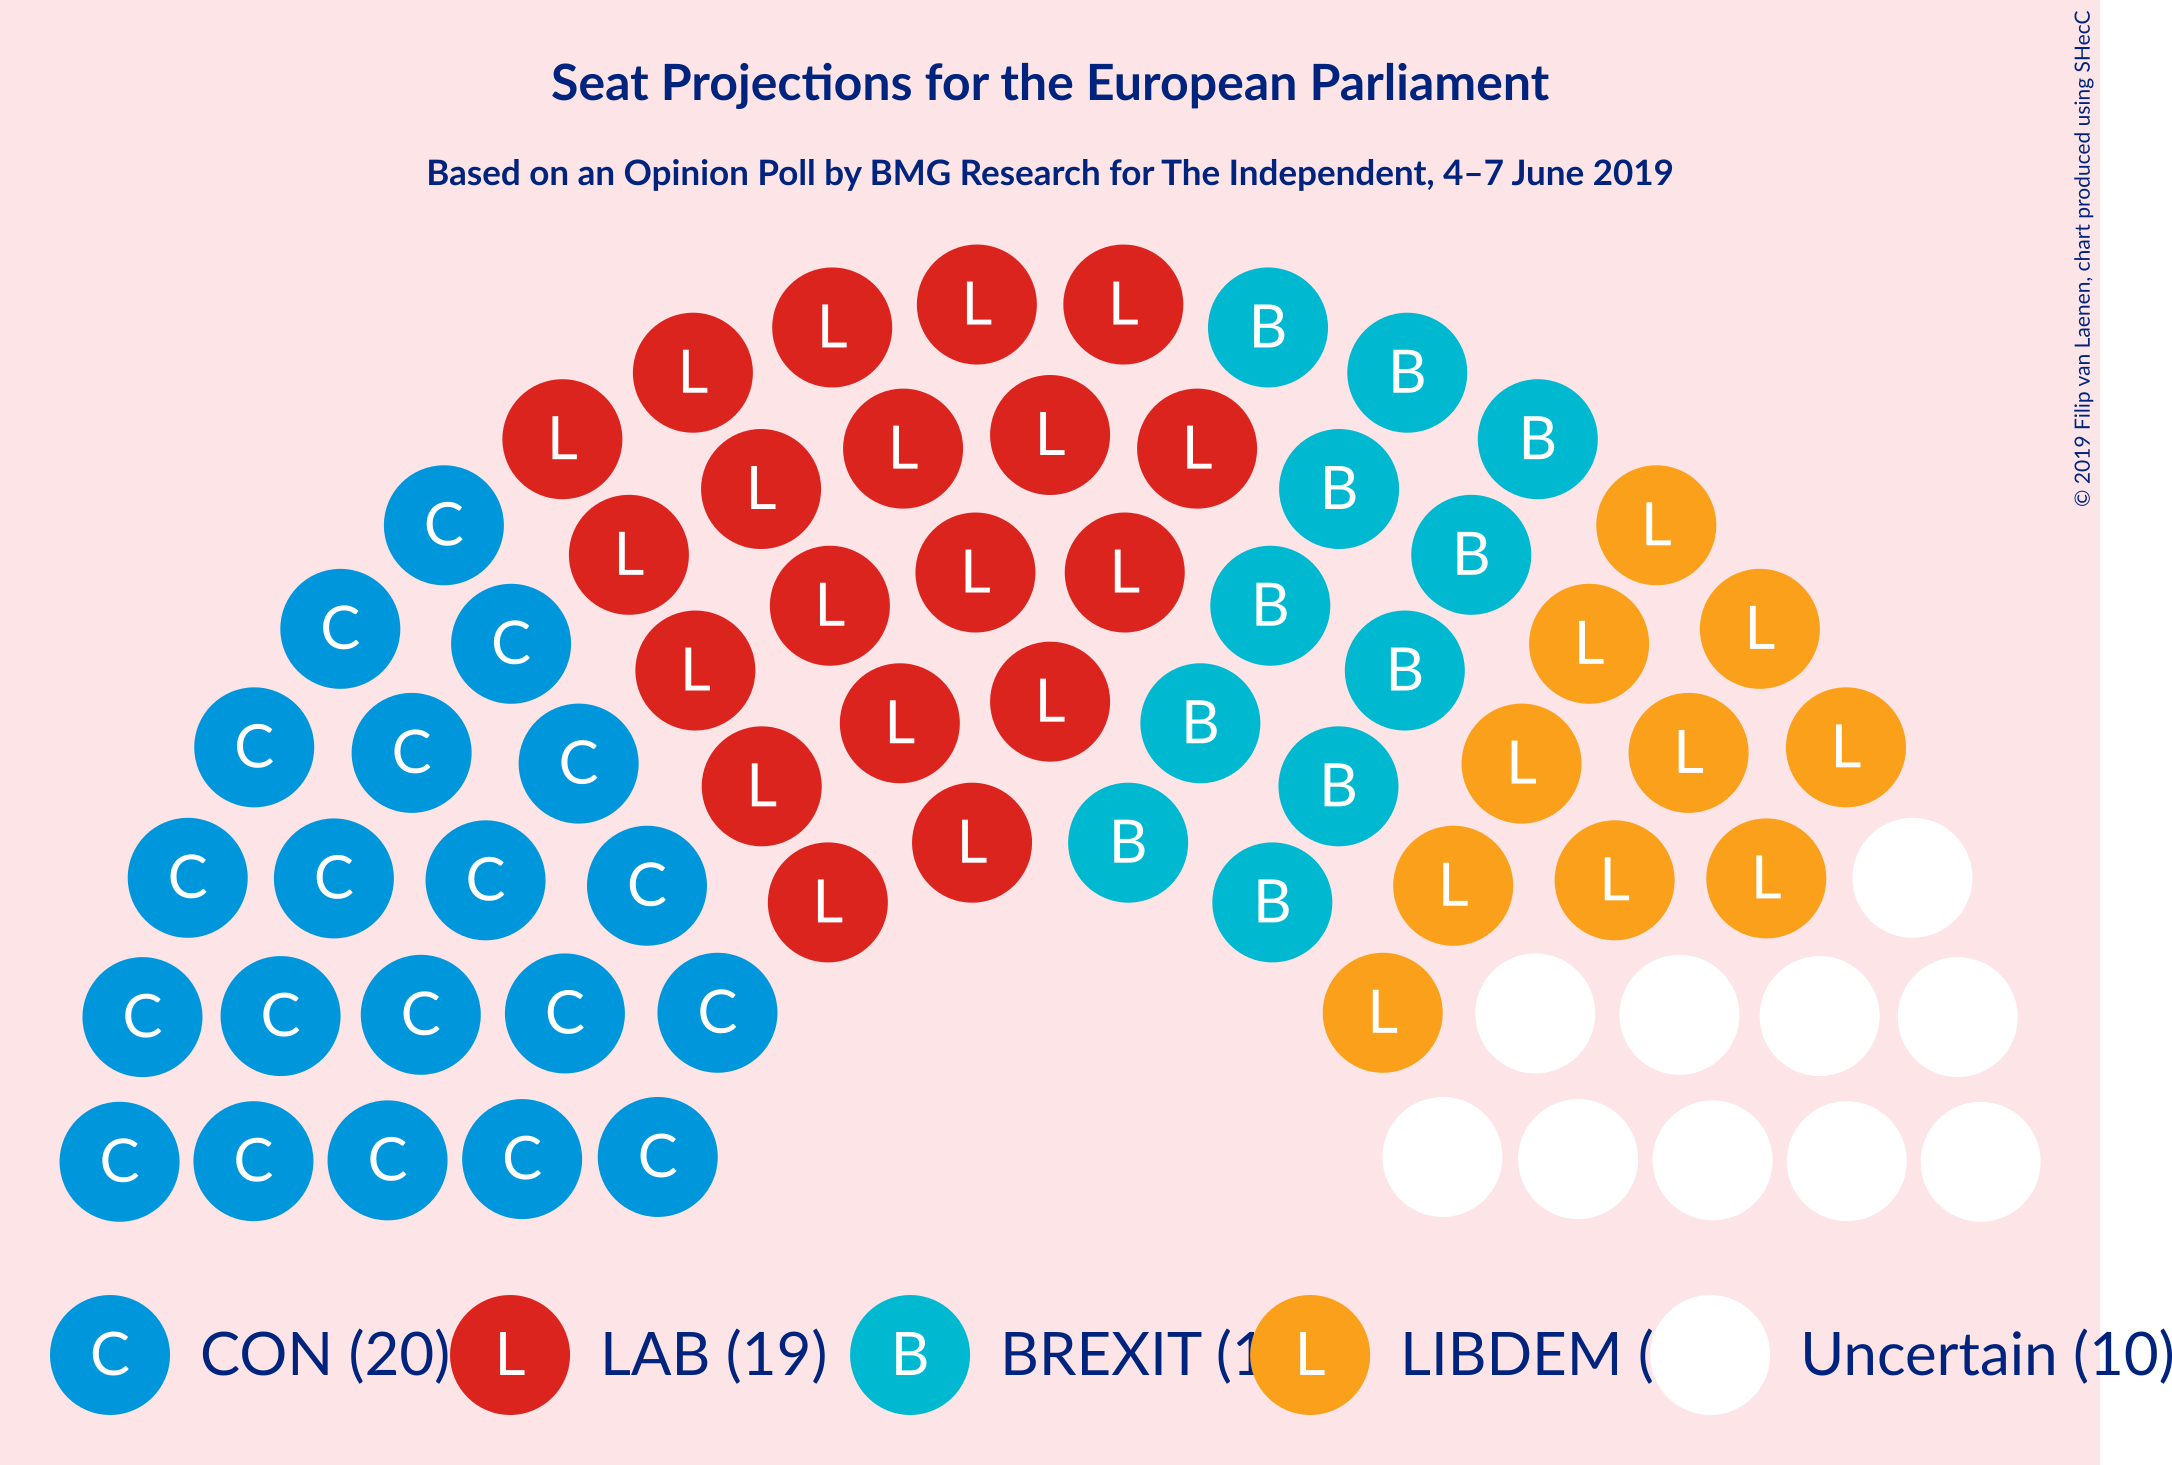 Seat Projections for the European Parliament
Based on an Opinion Poll by BMG Research for The Independent, 4–7 June 2019
© 2019 Filip van Laenen, chart produced using SHecC
L L L L B B
L L L B
L C L L B B L
L L L B
C C L L L B B L L
C C C L L B L L L
C C C C L L B B L L L
C C C C C L
C C C C C
C CON (20) L LAB (19) B BREXIT (1 L LIBDEM ( Uncertain (10)